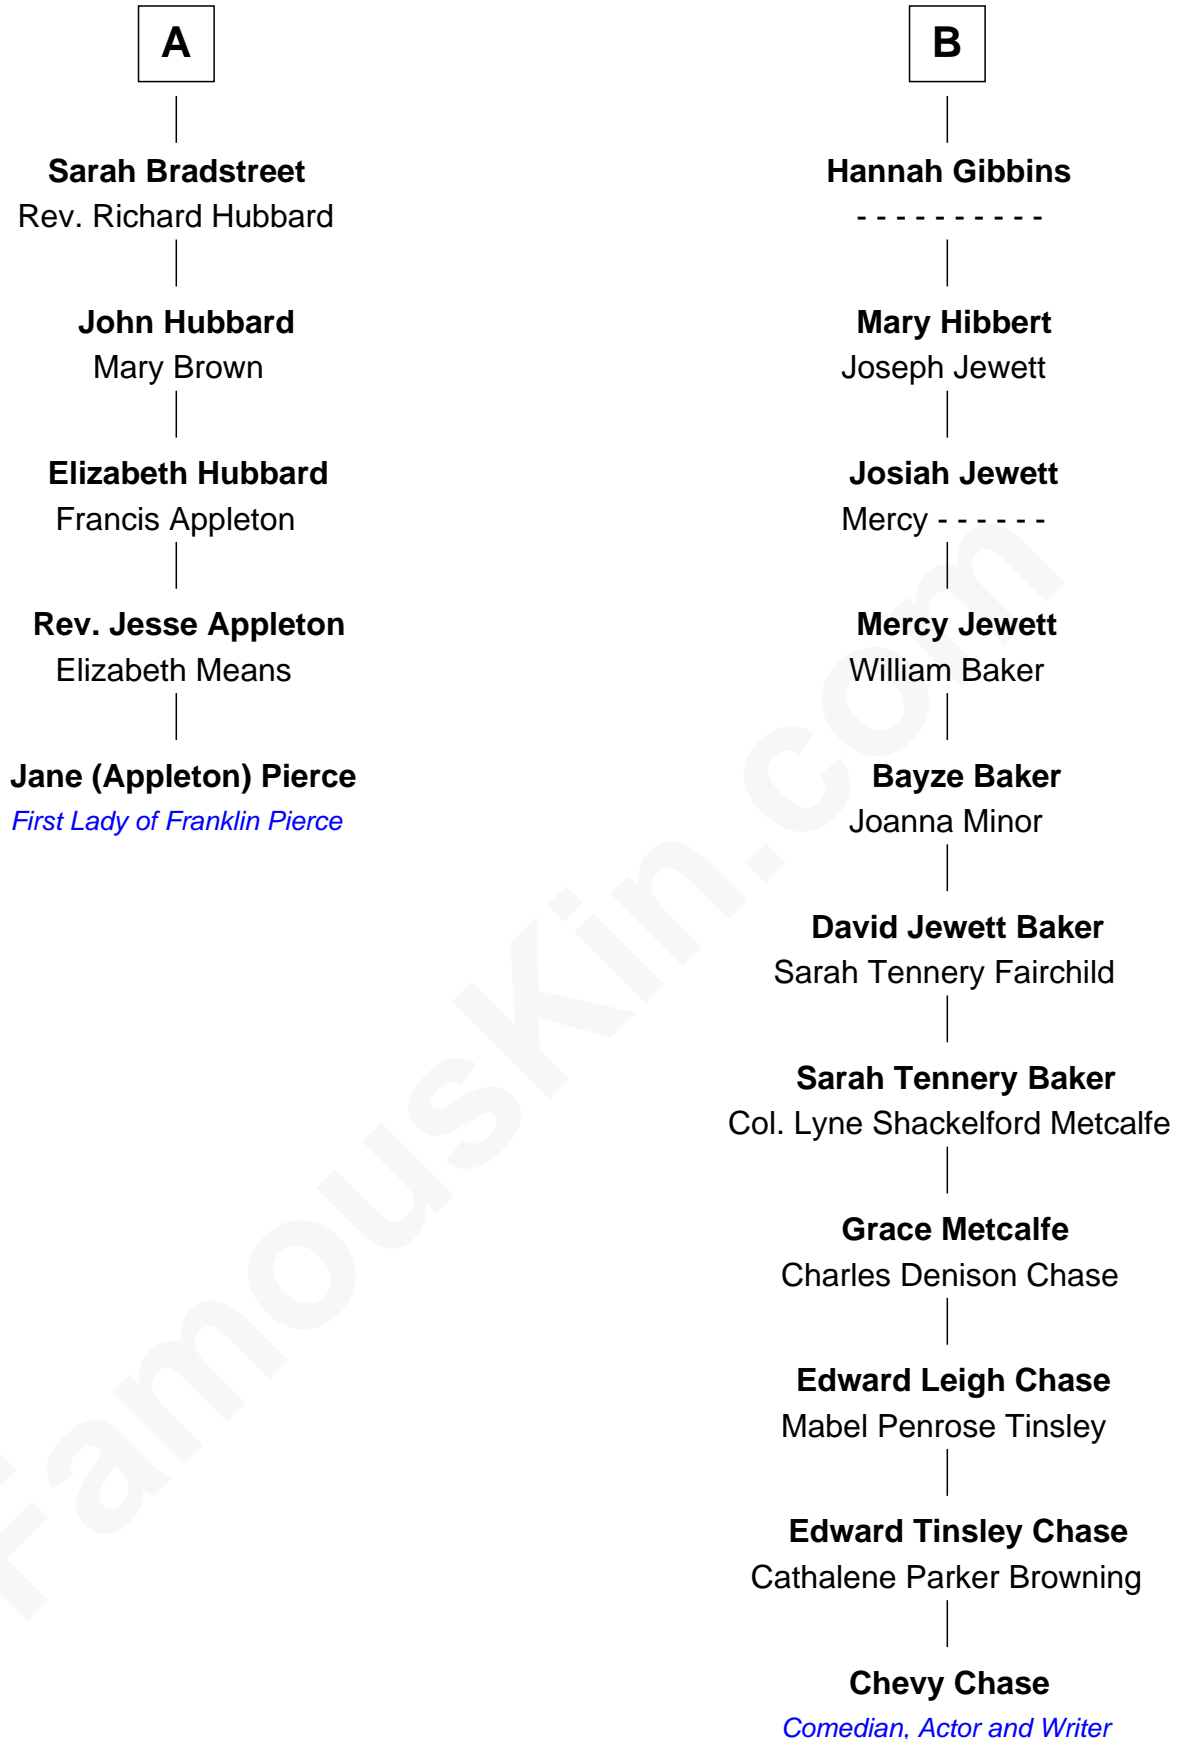 A
Sarah Bradstreet
Rev. Richard Hubbard
John Hubbard
Mary Brown
Elizabeth Hubbard
Francis Appleton
Rev. Jesse Appleton
Elizabeth Means
Jane (Appleton) Pierce
First Lady of Franklin Pierce
B
Hannah Gibbins
- - - - - - - - - -
Mary Hibbert
Joseph Jewett
Josiah Jewett
Mercy - - - - - -
Mercy Jewett
William Baker
Bayze Baker
Joanna Minor
David Jewett Baker
Sarah Tennery Fairchild
Sarah Tennery Baker
Col. Lyne Shackelford Metcalfe
Grace Metcalfe
Charles Denison Chase
Edward Leigh Chase
Mabel Penrose Tinsley
Edward Tinsley Chase
Cathalene Parker Browning
Chevy Chase
Comedian, Actor and Writer
FamousKin.com